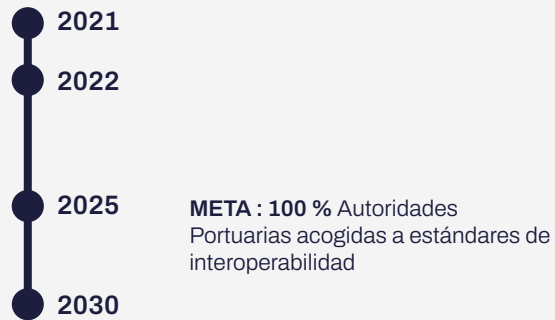 2021
2022
2025
META : 100 % Autoridades
Portuarias acogidas a estándares de
interoperabilidad
2030